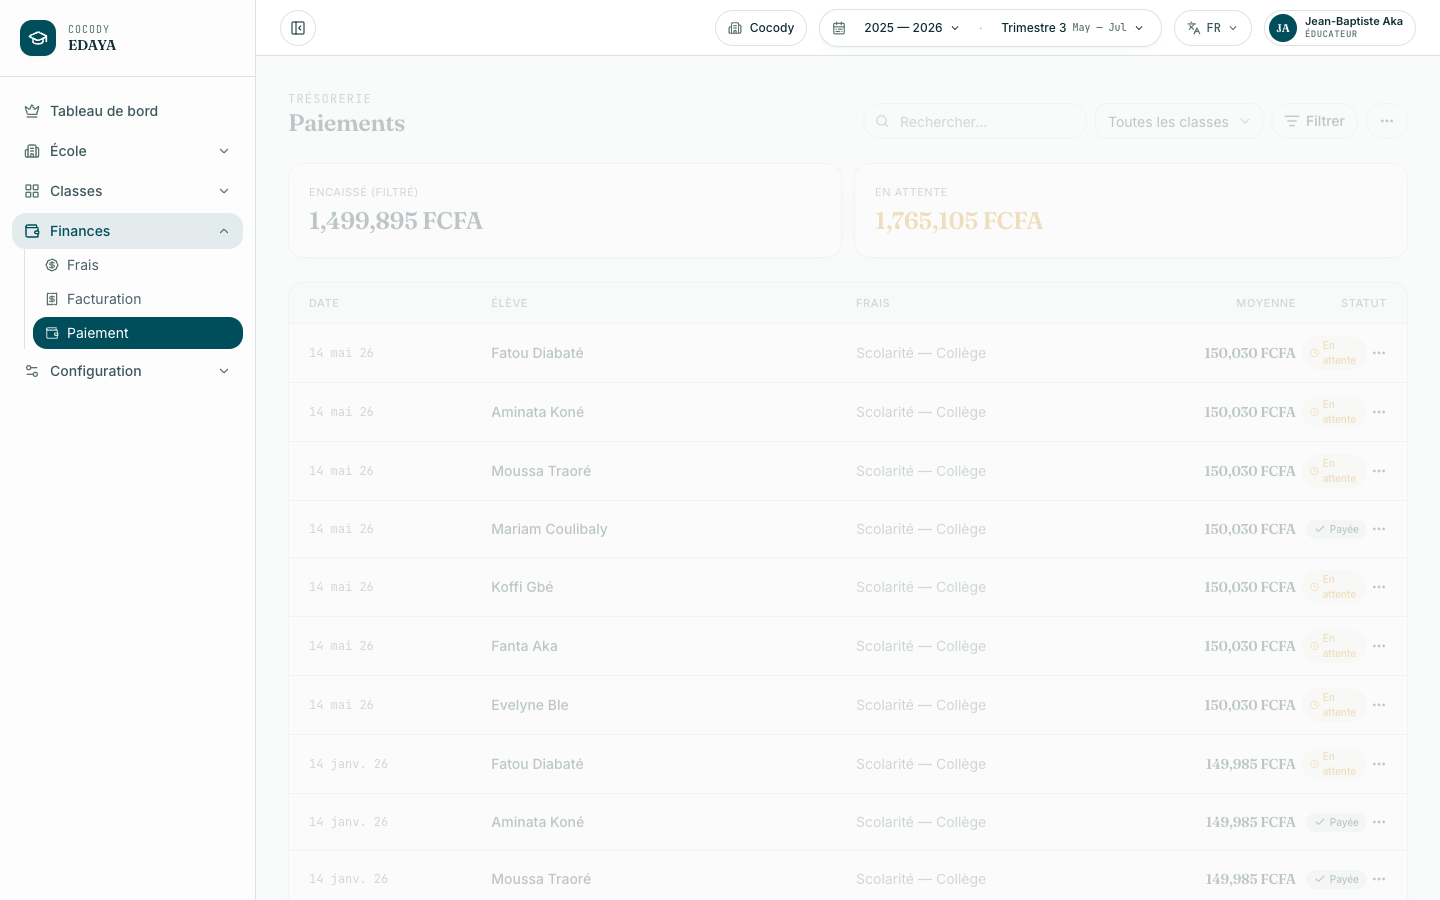 COCODY
EDAYA
Tableau de bord
École
Classes
Finances
Frais
Facturation
Paiement
Configuration
Cocody
2025 — 2026 · Trimestre 3 May — Jul
FR
JA
Jean-Baptiste Aka
ÉDUCATEUR
TRÉSORERIE
Paiements
Rechercher...
Toutes les classes
Filtrer
ENCAISSÉ (FILTRÉ)
1,499,895 FCFA
EN ATTENTE
1,765,105 FCFA
DATE ÉLÈVE FRAIS MOYENNE STATUT
14 mai 26 Fatou Diabaté Scolarité — Collège 150,030 FCFA En attente
14 mai 26 Aminata Koné Scolarité — Collège 150,030 FCFA En attente
14 mai 26 Moussa Traoré Scolarité — Collège 150,030 FCFA En attente
14 mai 26 Mariam Coulibaly Scolarité — Collège 150,030 FCFA Payée
14 mai 26 Koffi Gbé Scolarité — Collège 150,030 FCFA En attente
14 mai 26 Fanta Aka Scolarité — Collège 150,030 FCFA En attente
14 mai 26 Evelyne Ble Scolarité — Collège 150,030 FCFA En attente
14 janv. 26 Fatou Diabaté Scolarité — Collège 149,985 FCFA En attente
14 janv. 26 Aminata Koné Scolarité — Collège 149,985 FCFA Payée
14 janv. 26 Moussa Traoré Scolarité — Collège 149,985 FCFA Payée